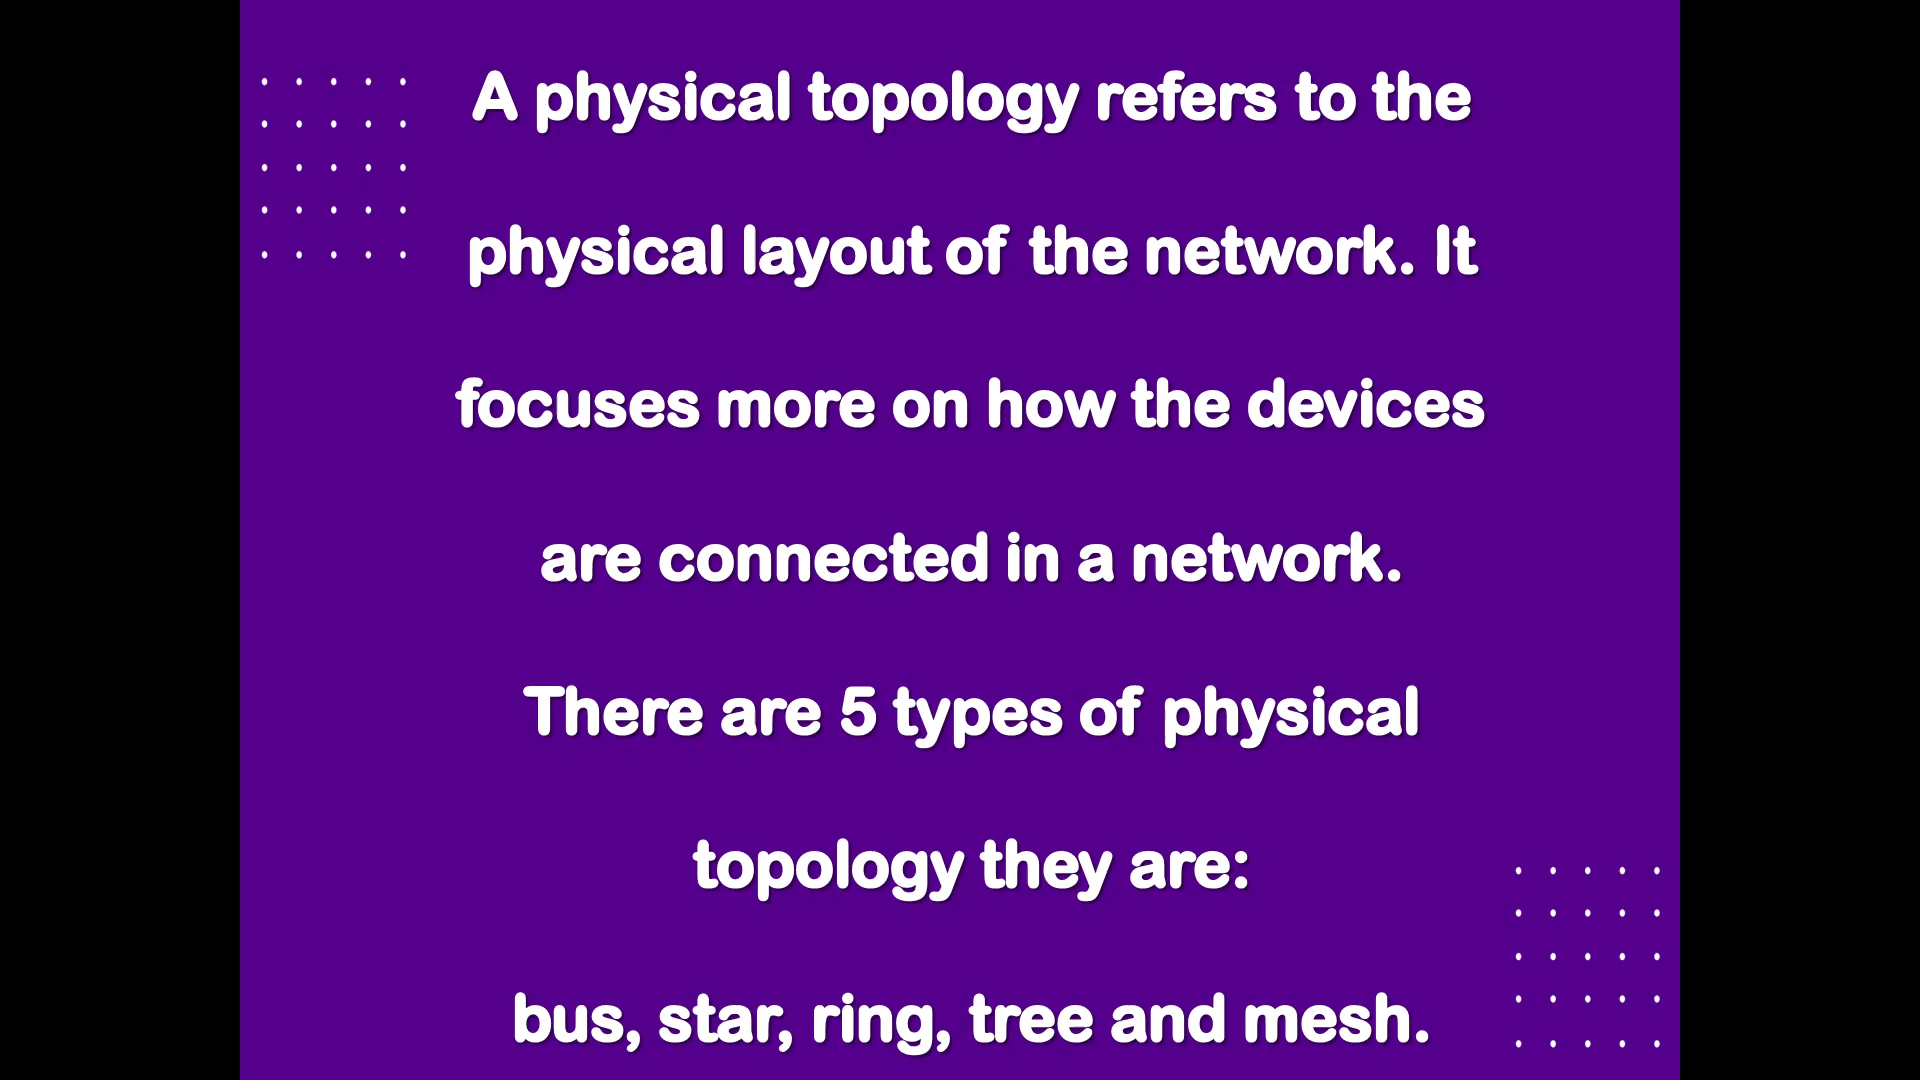 A physical topology refers to the
physical layout of the network. It
focuses more on how the devices
are connected in a network.
There are 5 types of physical
topology they are:
bus, star, ring, tree and mesh.